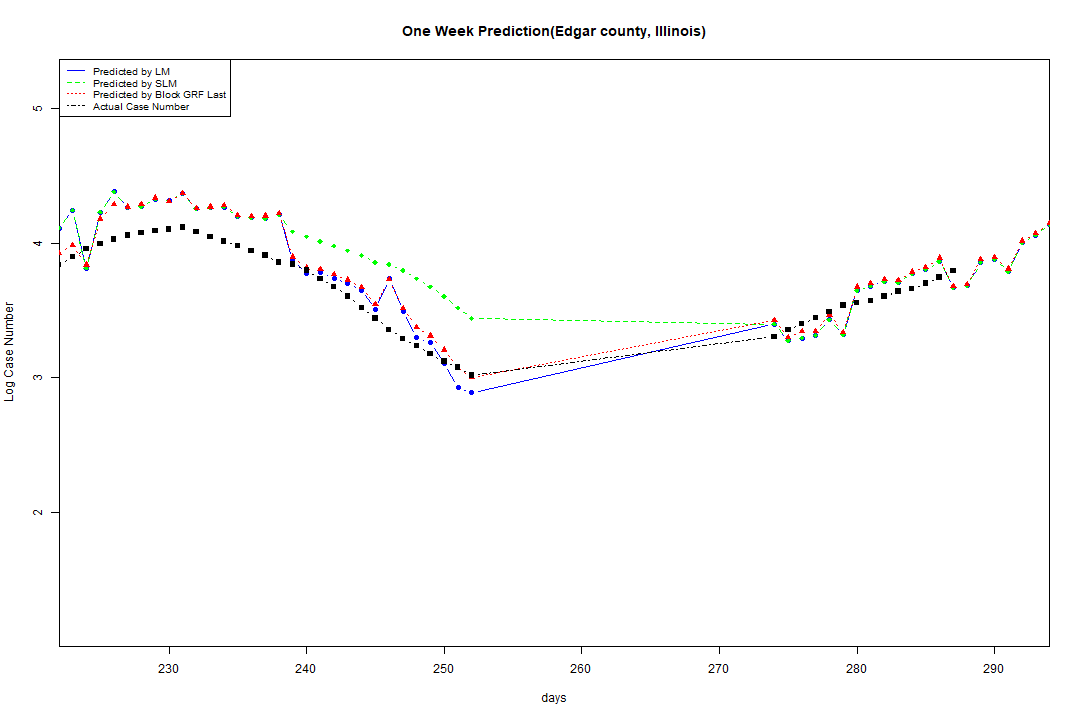 One Week Prediction(Edgar county, Illinois)
Predicted by LM
Predicted by SLM
Predicted by Block GRF Last
Actual Case Number
5
4
3
2
Log Case Number
230 240 250 260 270 280 290
days